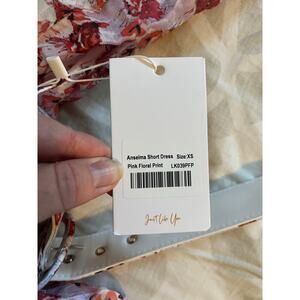 Anselma Short Dress Size:XS
Pink Floral Print LK039PFP
Just Like You